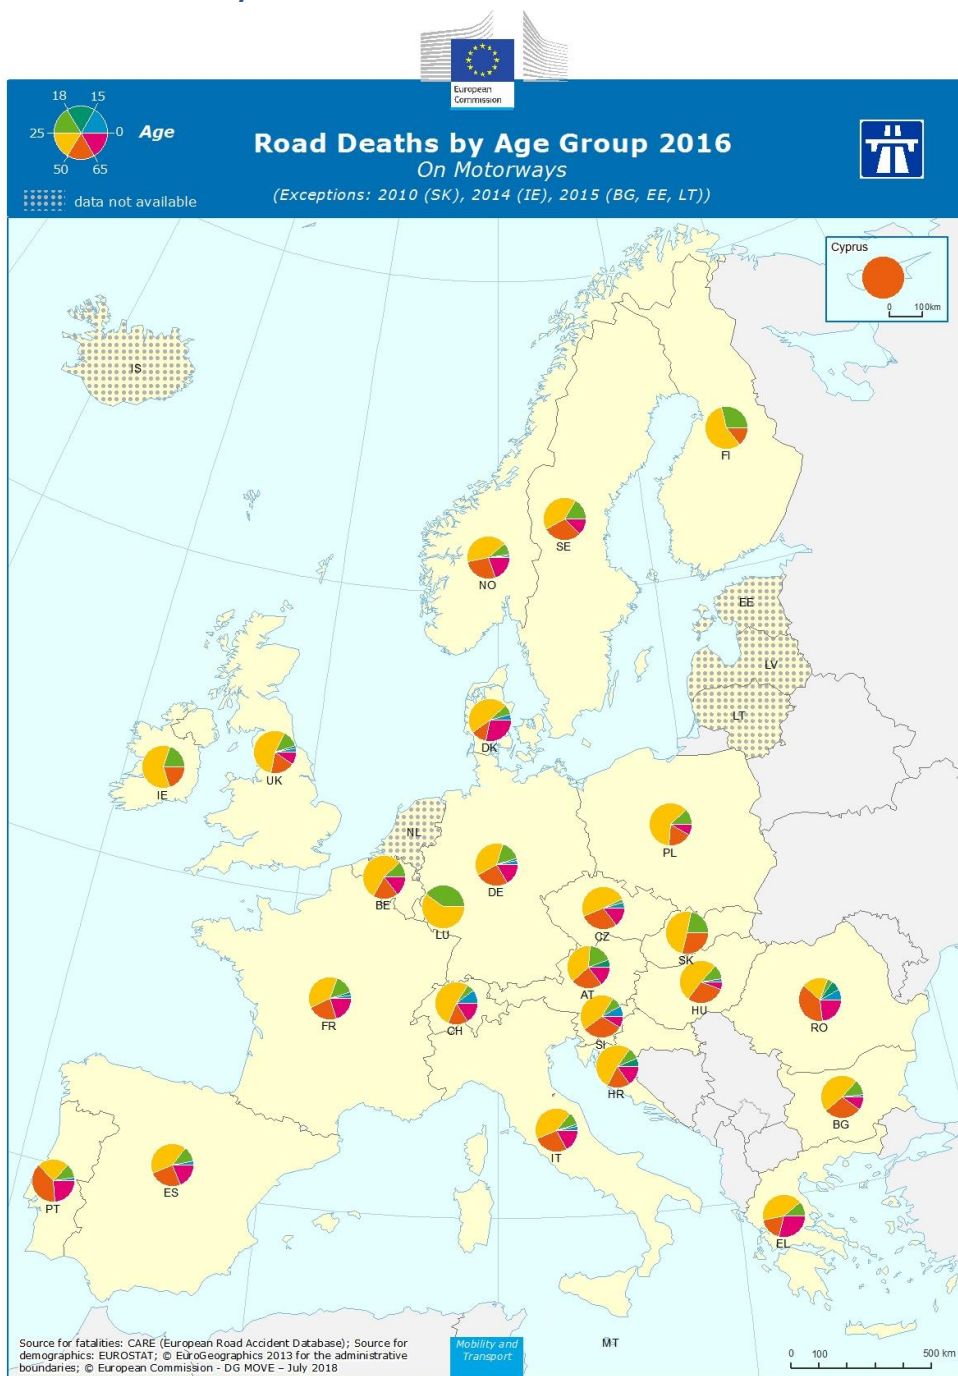 European
Commission
18 15
25 0 Age
50 65
data not available
Road Deaths by Age Group 2016
On Motorways
(Exceptions: 2010 (SK), 2014 (IE), 2015 (BG, EE, LT))
Cyprus
0 100km
IS
FI
SE
NO
EE
LV
LT
DK
IE
UK
NL
PL
BE
DE
LU
CZ
SK
AT
HU
FR
CH
RO
SI
HR
BG
IT
ES
PT
EL
MT
Source for fatalities: CARE (European Road Accident Database); Source for
demographics: EUROSTAT; © EuroGeographics 2013 for the administrative
boundaries; © European Commission - DG MOVE – July 2018
Mobility and
Transport
0 100 500 km